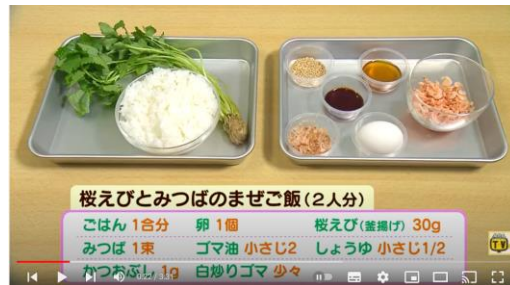 桜えびとみつばのまぜご飯(2人分)
ごはん 1合分 卵 1個 桜えび(釜揚げ) 30g
みつば 1束 ゴマ油 小さじ2 しょうゆ 小さじ1/2
かつおぶし 1g 白炒りゴマ 少々